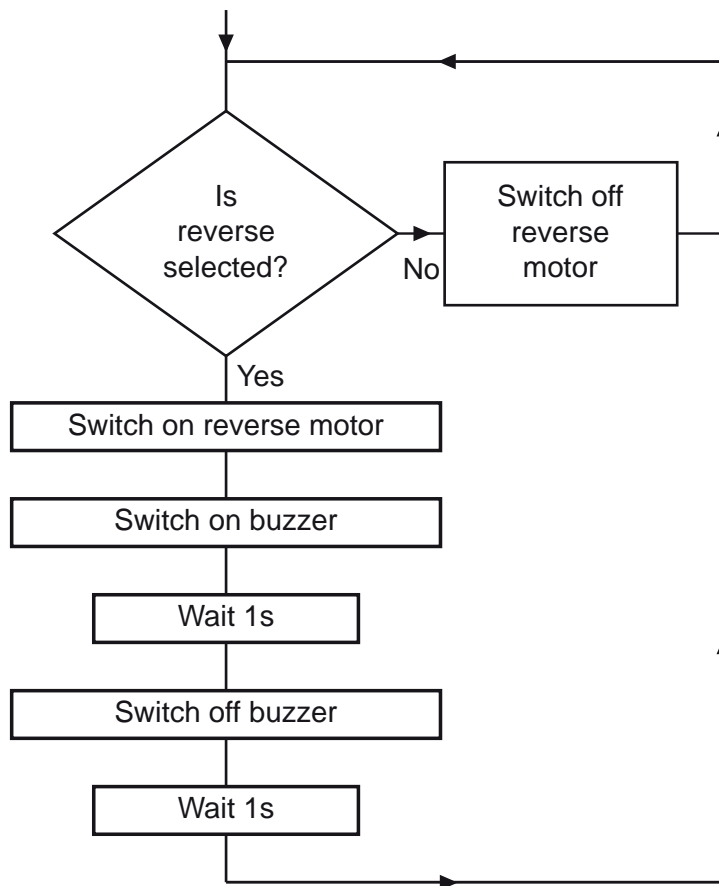 Is
reverse
selected?
No
Switch off
reverse
motor
Yes
Switch on reverse motor
Switch on buzzer
Wait 1s
Switch off buzzer
Wait 1s